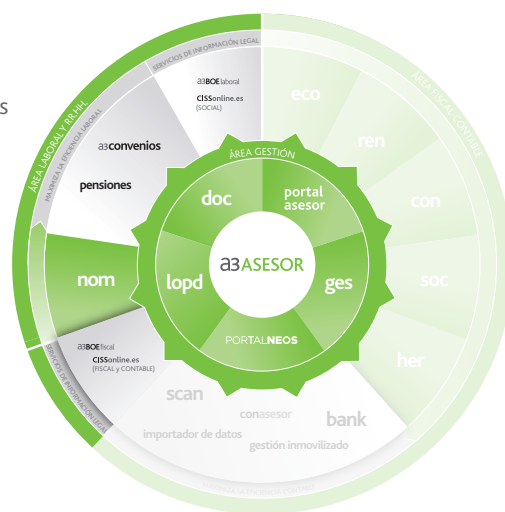 s
SERVICIOS DE INFORMACIÓN LEGAL
a3BOElaboral
CISSonline.es
(SOCIAL)
eco
ren
con
soc
her
ÁREA FISCAL CONTABLE
ÁREA LABORAL Y RR.HH.
MAXIMIZA LA EFICIENCIA LABORAL
a3convenios
pensiones
nom
ÁREA GESTIÓN
doc
portal
asesor
lopd
a3ASESOR
ges
PORTALNEOS
a3BOEfiscal
CISSonline.es
(FISCAL y CONTABLE)
SERVICIOS DE INFORMACIÓN LEGAL
scan
conasesor
bank
importador de datos
gestión inmovilizado
MAXIMIZA LA EFICIENCIA CONTABLE